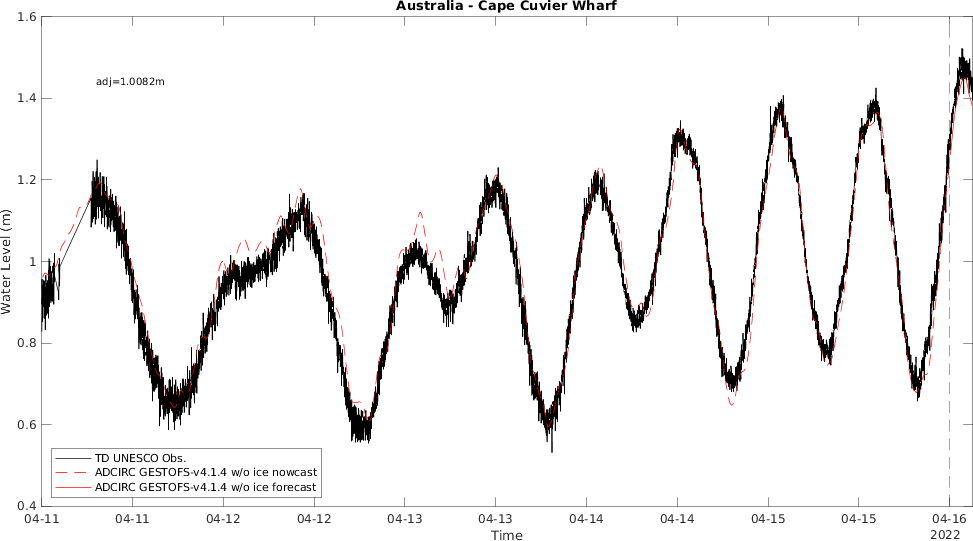 Australia - Cape Cuvier Wharf
1.6
1.4
1.2
1
0.8
0.6
0.4
Water Level (m)
adj=1.0082m
TD UNESCO Obs.
ADCIRC GESTOFS-v4.1.4 w/o ice nowcast
ADCIRC GESTOFS-v4.1.4 w/o ice forecast
04-11 04-11 04-12 04-12 04-13 04-13 04-14 04-14 04-15 04-15 04-16
Time
2022